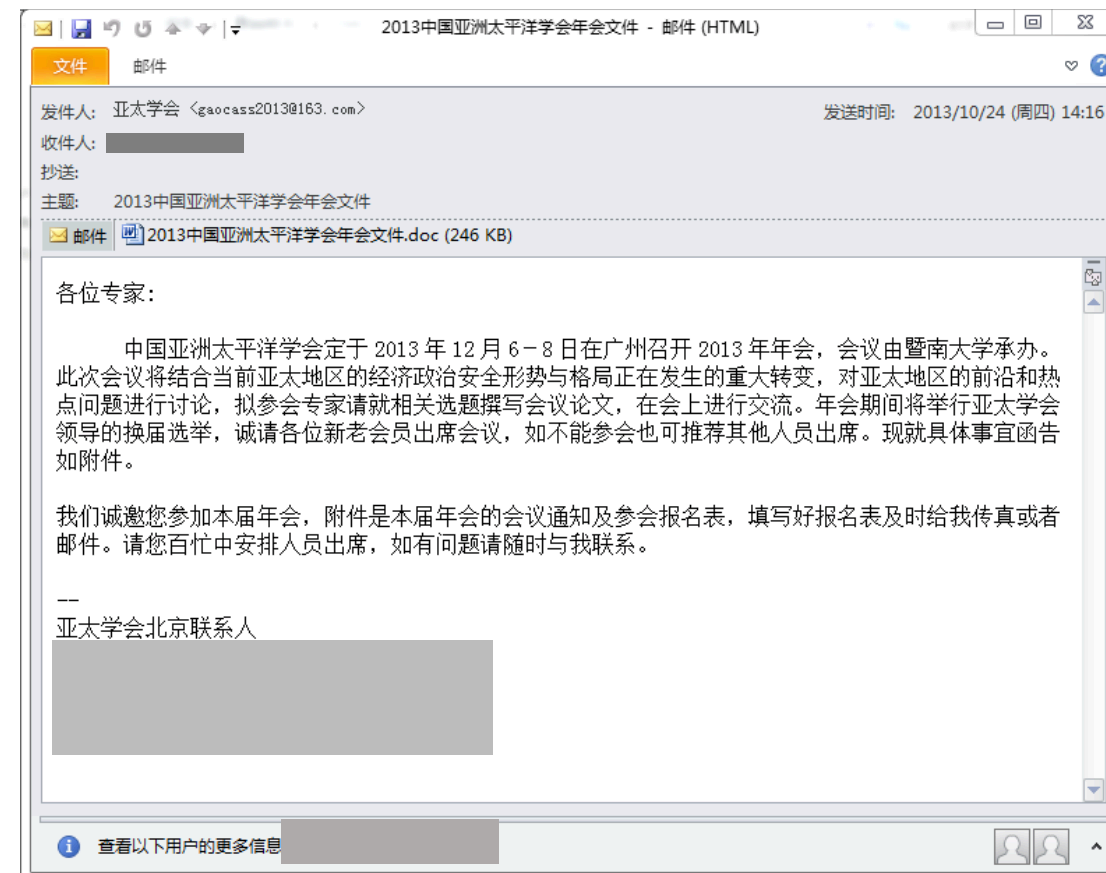 2013中国亚洲太平洋学会年会文件 - 邮件 (HTML)
文件 邮件
发件人: 亚太学会 <gaocass2013@163.com> 发送时间: 2013/10/24 (周四) 14:16
收件人:
抄送:
主题: 2013中国亚洲太平洋学会年会文件
邮件 2013中国亚洲太平洋学会年会文件.doc (246 KB)
各位专家:
中国亚洲太平洋学会定于 2013 年 12 月 6－8 日在广州召开 2013 年年会，会议由暨南大学承办。
此次会议将结合当前亚太地区的经济政治安全形势与格局正在发生的重大转变，对亚太地区的前沿和热
点问题进行讨论，拟参会专家请就相关选题撰写会议论文，在会上进行交流。年会期间将举行亚太学会
领导的换届选举，诚请各位新老会员出席会议，如不能参会也可推荐其他人员出席。现就具体事宜函告
如附件。
我们诚邀您参加本届年会，附件是本届年会的会议通知及参会报名表，填写好报名表及时给我传真或者
邮件。请您百忙中安排人员出席，如有问题请随时与我联系。
--
亚太学会北京联系人
查看以下用户的更多信息